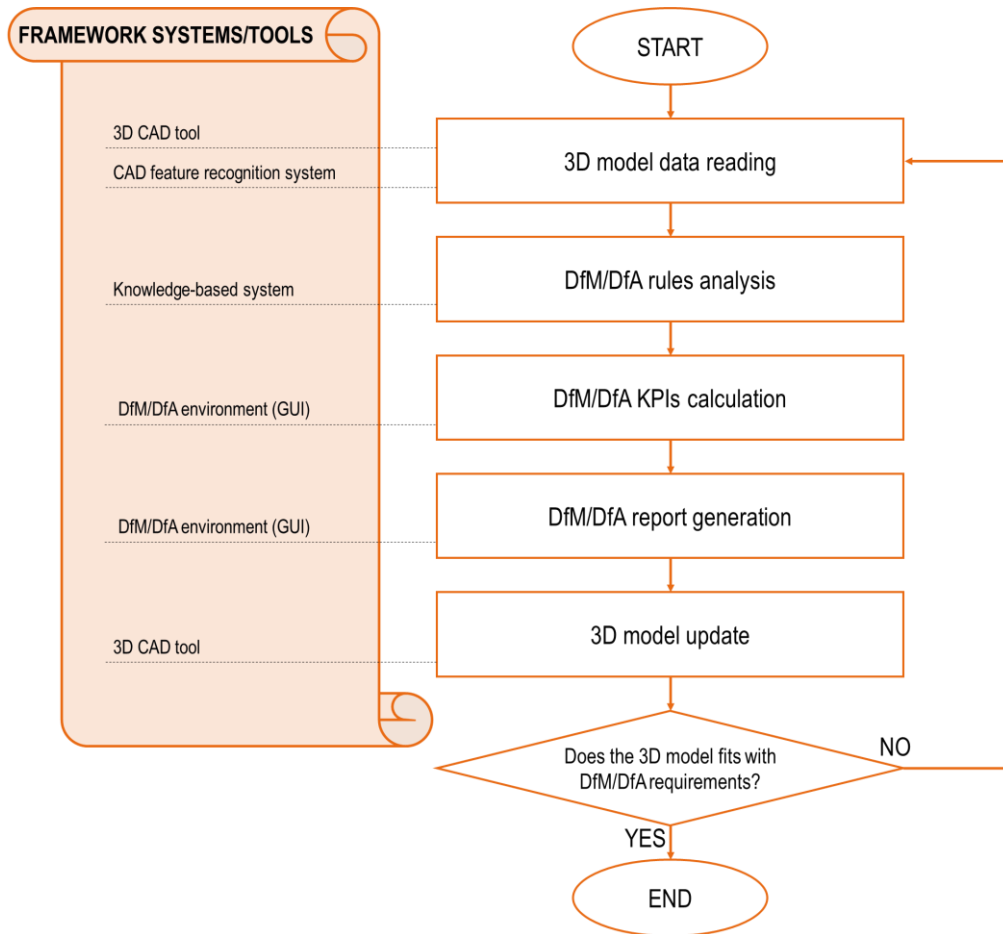 FRAMEWORK SYSTEMS/TOOLS
START
3D CAD tool
CAD feature recognition system
3D model data reading
Knowledge-based system
DfM/DfA rules analysis
DfM/DfA environment (GUI)
DfM/DfA KPIs calculation
DfM/DfA environment (GUI)
DfM/DfA report generation
3D CAD tool
3D model update
Does the 3D model fits with
DfM/DfA requirements?
NO
YES
END